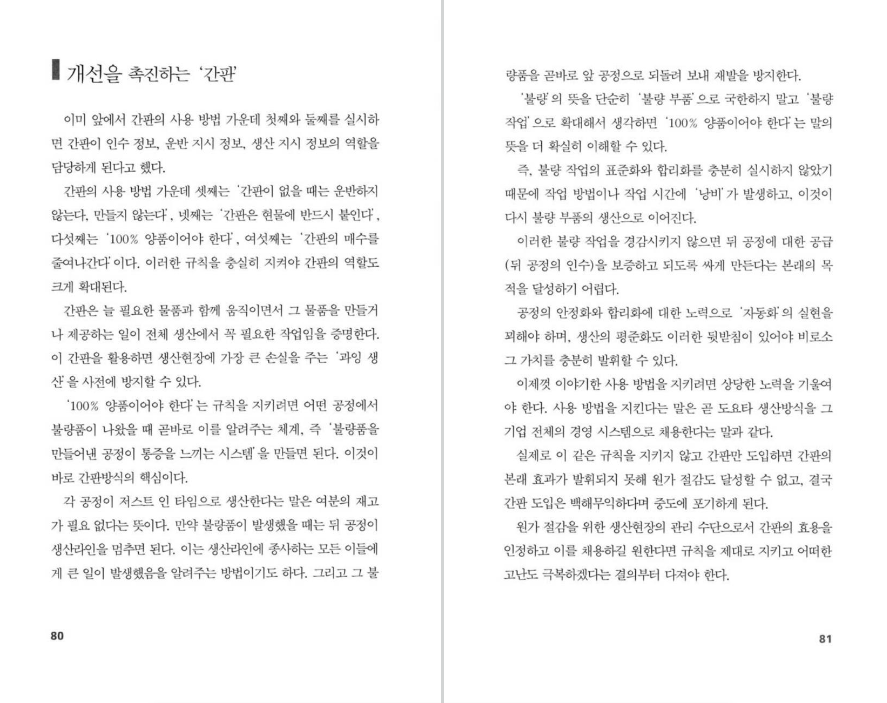 개선을 촉진하는 ‘간판’
이미 앞에서 간판의 사용 방법 가운데 첫째와 둘째를 실시하
면 간판이 인수 정보, 운반 지시 정보, 생산 지시 정보의 역할을
담당하게 된다고 했다.
간판의 사용 방법 가운데 셋째는 ‘간판이 없을 때는 운반하지
않는다, 만들지 않는다’, 넷째는 ‘간판은 현물에 반드시 붙인다’,
다섯째는 ‘100% 양품이어야 한다’, 여섯째는 ‘간판의 매수를
줄여나간다’이다. 이러한 규칙을 충실히 지켜야 간판의 역할도
크게 확대된다.
간판은 늘 필요한 물품과 함께 움직이면서 그 물품을 만들거
나 제공하는 일이 전체 생산에서 꼭 필요한 작업임을 증명한다.
이 간판을 활용하면 생산현장에 가장 큰 손실을 주는 ‘과잉 생
산’을 사전에 방지할 수 있다.
‘100% 양품이어야 한다’는 규칙을 지키려면 어떤 공정에서
불량품이 나왔을 때 곧바로 이를 알려주는 체계, 즉 ‘불량품을
만들어낸 공정이 통증을 느끼는 시스템’을 만들면 된다. 이것이
바로 간판방식의 핵심이다.
각 공정이 저스트 인 타임으로 생산한다는 말은 여분의 재고
가 필요 없다는 뜻이다. 만약 불량품이 발생했을 때는 뒤 공정이
생산라인을 멈추면 된다. 이는 생산라인에 종사하는 모든 이들에
게 큰 일이 발생했음을 알려주는 방법이기도 하다. 그리고 그 불
80
량품을 곧바로 앞 공정으로 되돌려 보내 재발을 방지한다.
‘불량’의 뜻을 단순히 ‘불량 부품’으로 국한하지 말고 ‘불량
작업’으로 확대해서 생각하면 ‘100% 양품이어야 한다’는 말의
뜻을 더 확실히 이해할 수 있다.
즉, 불량 작업의 표준화와 합리화를 충분히 실시하지 않았기
때문에 작업 방법이나 작업 시간에 ‘낭비’가 발생하고, 이것이
다시 불량 부품의 생산으로 이어진다.
이러한 불량 작업을 경감시키지 않으면 뒤 공정에 대한 공급
(뒤 공정의 인수)을 보증하고 되도록 싸게 만든다는 본래의 목
적을 달성하기 어렵다.
공정의 안정화와 합리화에 대한 노력으로 ‘자동화’의 실현을
꾀해야 하며, 생산의 평준화도 이러한 뒷받침이 있어야 비로소
그 가치를 충분히 발휘할 수 있다.
이제껏 이야기한 사용 방법을 지키려면 상당한 노력을 기울여
야 한다. 사용 방법을 지킨다는 말은 곧 도요타 생산방식을 그
기업 전체의 경영 시스템으로 채용한다는 말과 같다.
실제로 이 같은 규칙을 지키지 않고 간판만 도입하면 간판의
본래 효과가 발휘되지 못해 원가 절감도 달성할 수 없고, 결국
간판 도입은 백해무익하다며 중도에 포기하게 된다.
원가 절감을 위한 생산현장의 관리 수단으로서 간판의 효용을
인정하고 이를 채용하길 원한다면 규칙을 제대로 지키고 어떠한
고난도 극복하겠다는 결의부터 다져야 한다.
81